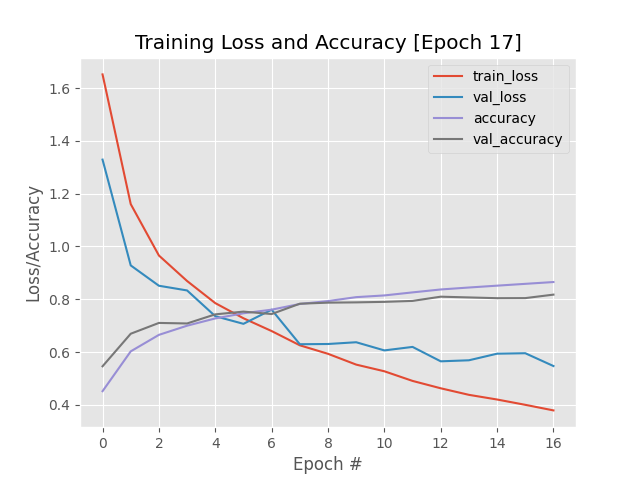 Training Loss and Accuracy [Epoch 17]
train_loss
val_loss
accuracy
val_accuracy
Loss/Accuracy
1.6
1.4
1.2
1.0
0.8
0.6
0.4
0 2 4 6 8 10 12 14 16
Epoch #